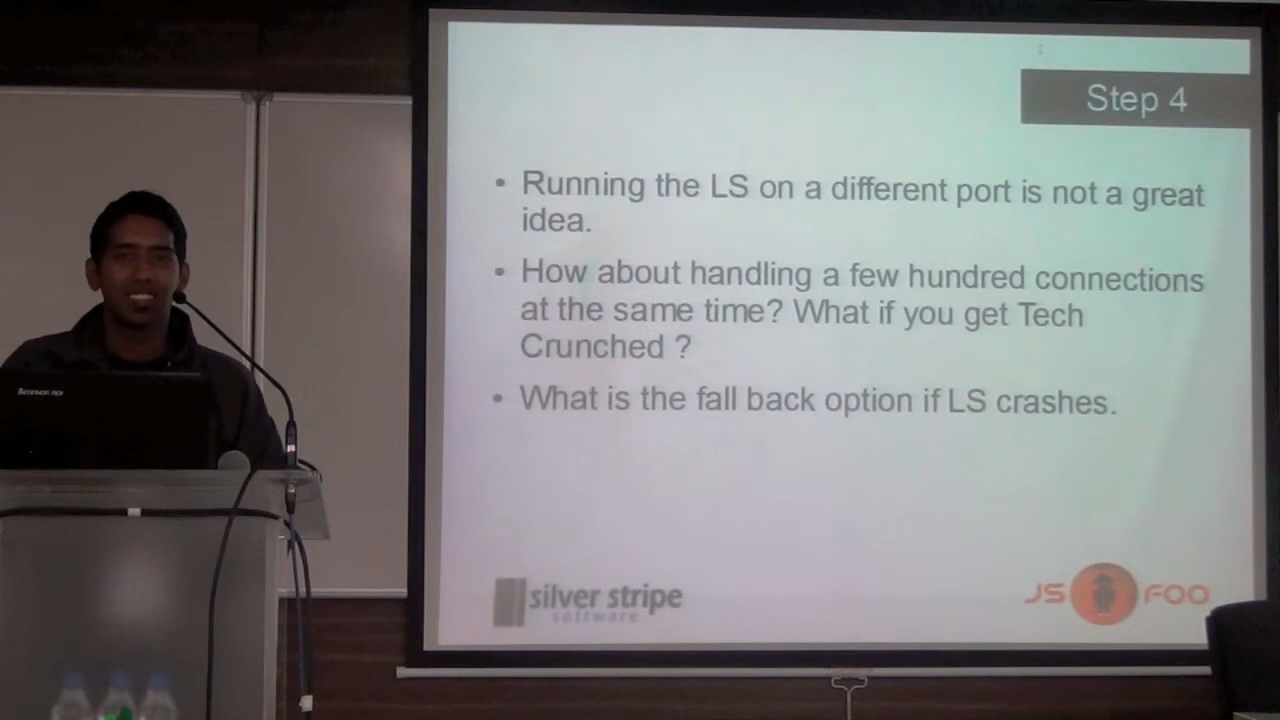 Step 4
• Running the LS on a different port is not a great
idea.
• How about handling a few hundred connections
at the same time? What if you get Tech
Crunched ?
• What is the fall back option if LS crashes.
silver stripe
software
JS FOO